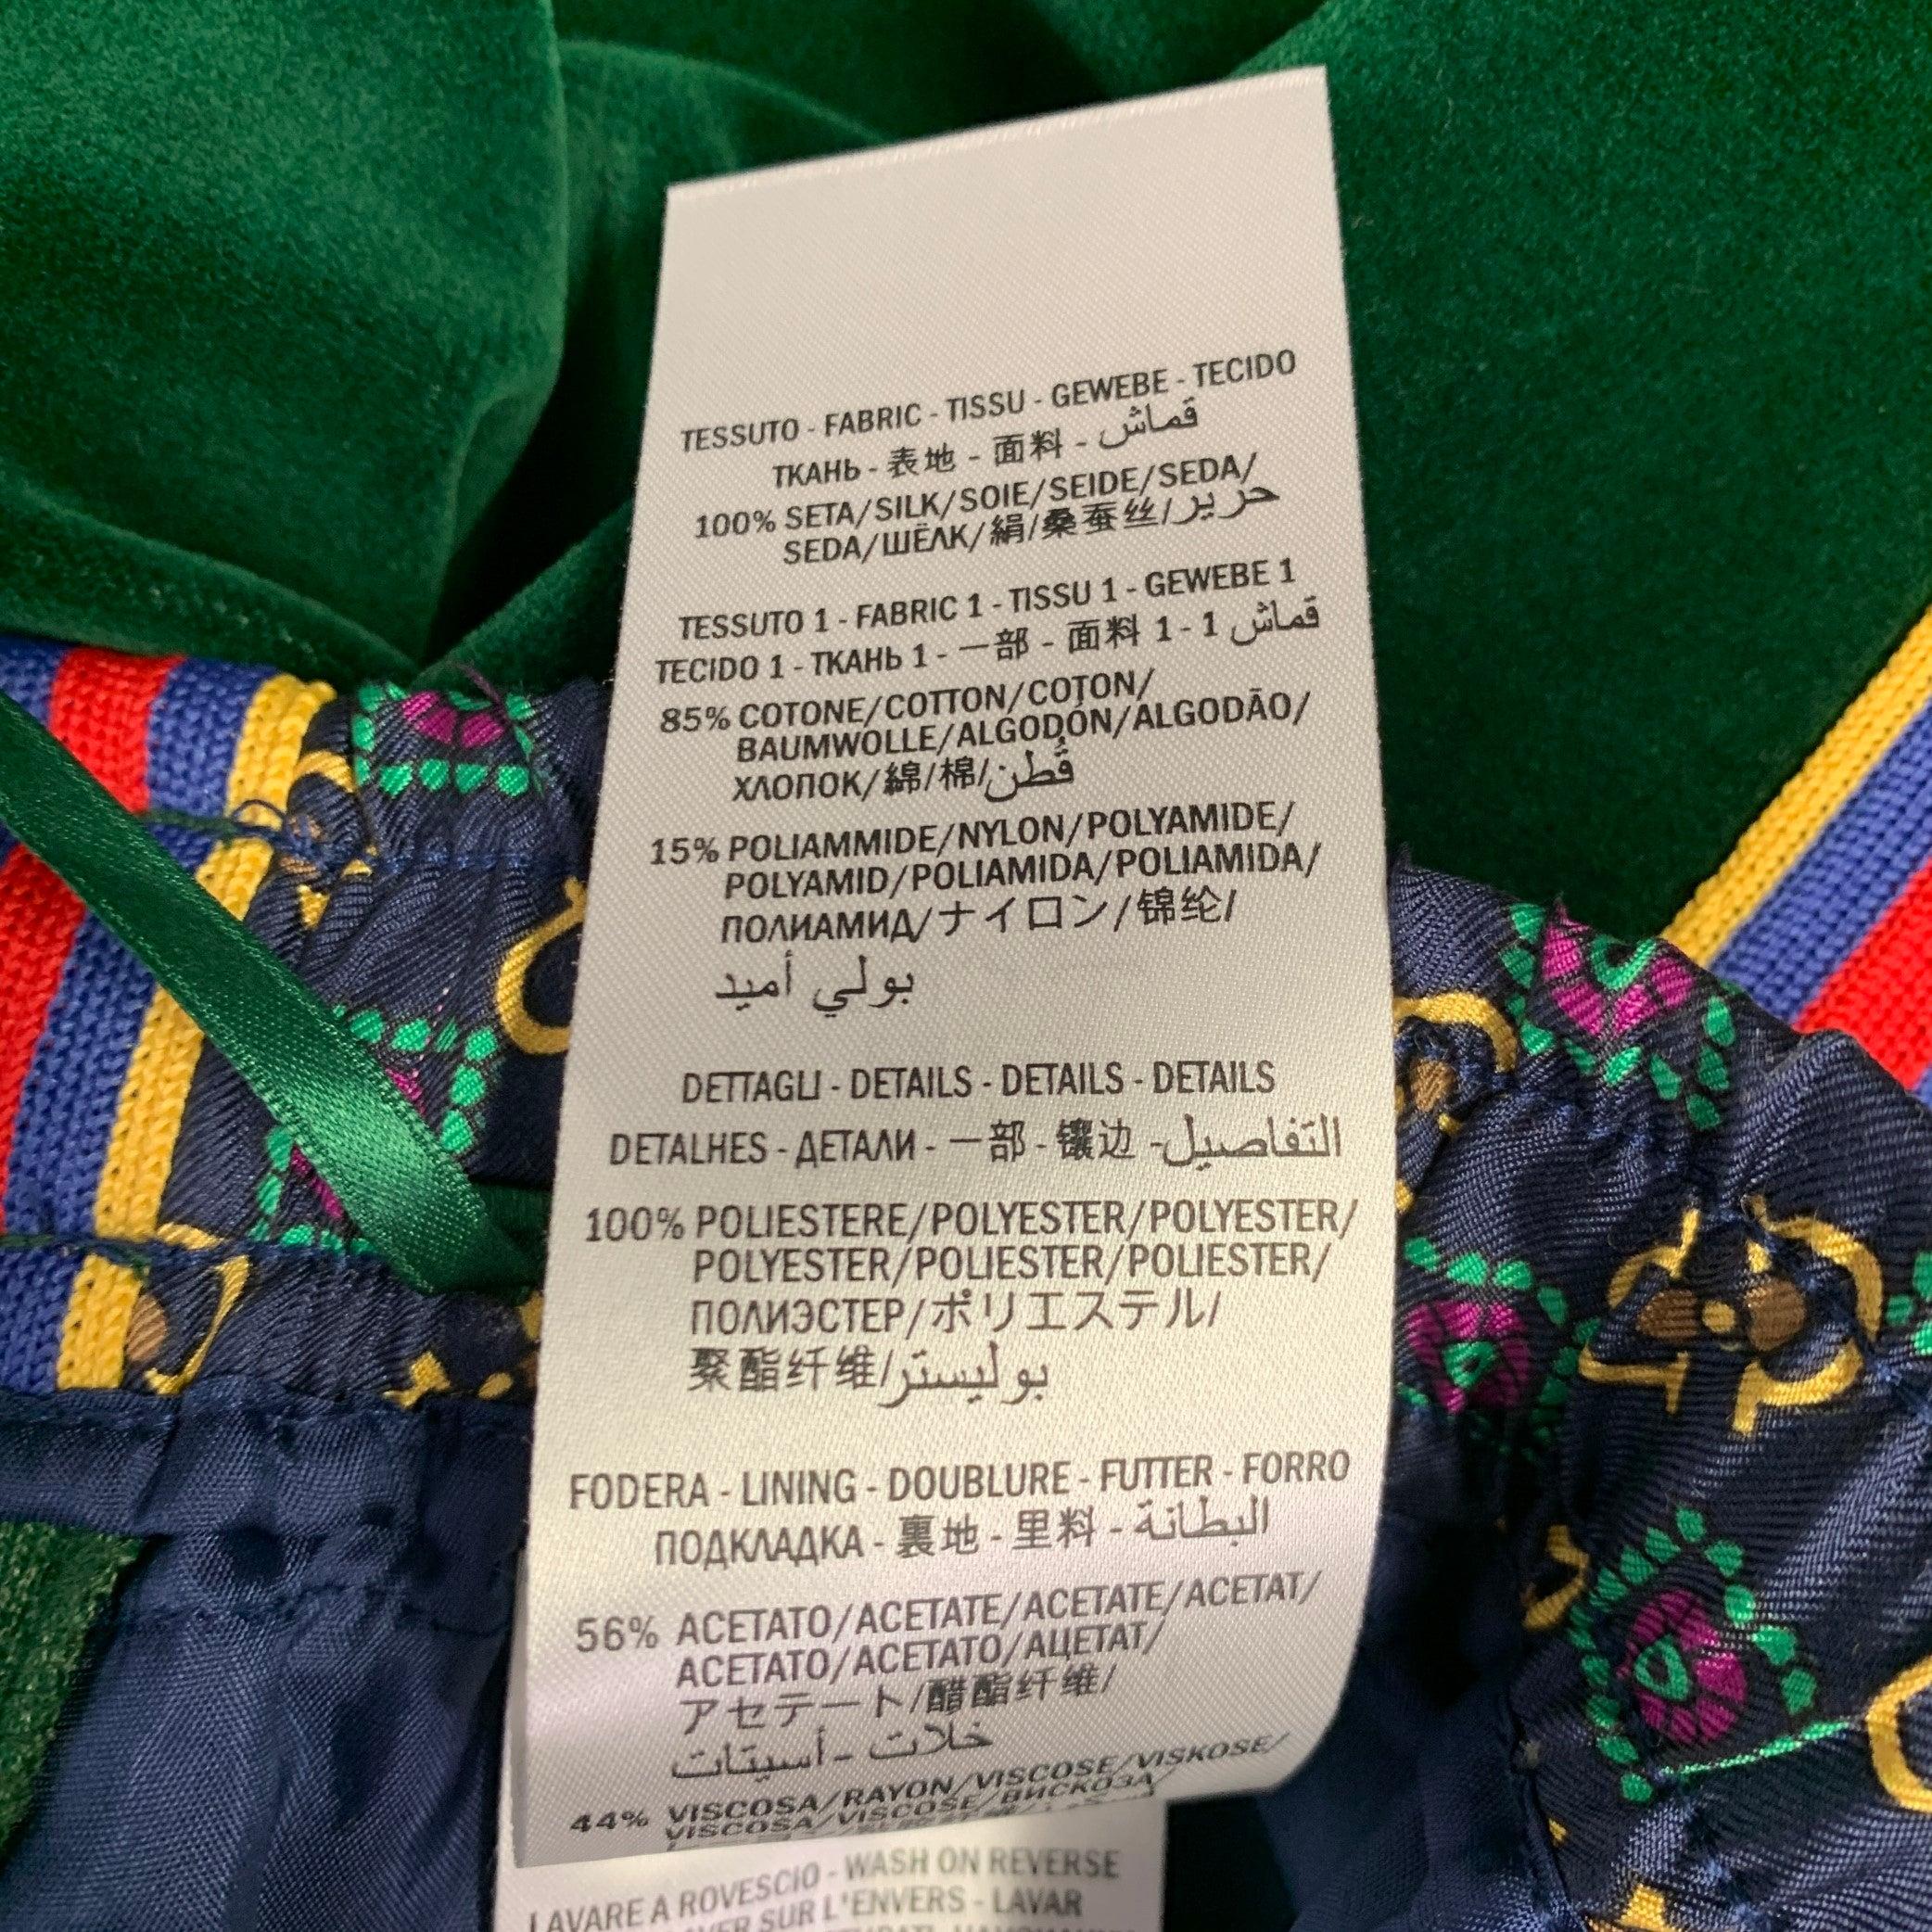 TESSUTO - FABRIC - TISSU - GEWEBE - TECIDO
ТКАНЬ - 表地 - 面料 - قماش
100% SETA/SILK/SOIE/SEIDE/SEDA/
SEDA/ШЁЛК/絹/桑蚕丝/حرير
TESSUTO 1 - FABRIC 1 - TISSU 1 - GEWEBE 1
TECIDO 1 - ТКАНЬ 1 - 一部 - 面料 1 - 1 قماش
85% COTONE/COTTON/COTON/
BAUMWOLLE/ALGODÓN/ALGODÃO/
ХЛОПОК/綿/棉/قُطن
15% POLIAMMIDE/NYLON/POLYAMIDE/
POLYAMID/POLIAMIDA/POLIAMIDA/
ПОЛИАМИД/ナイロン/锦纶/
بولي أميد
DETTAGLI - DETAILS - DETAILS - DETAILS
DETALHES - ДЕТАЛИ - 一部 - 镶边 - التفاصيل
100% POLIESTERE/POLYESTER/POLYESTER/
POLYESTER/POLIESTER/POLIESTER/
ПОЛИЭСТЕР/ポリエステル/
聚酯纤维/بوليستر
FODERA - LINING - DOUBLURE - FUTTER - FORRO
ПОДКЛАДКА - 裏地 - 里料 - البطانة
56% ACETATO/ACETATE/ACETATE/ACETAT/
ACETATO/ACETATO/АЦЕТАТ/
アセテート/醋酯纤维/
خلات - أسيتات
44% VISCOSA/RAYON/VISCOSE/VISKOSE/
VISCOSA/VISCOSE/ВИСКОЗА/
LAVARE A ROVESCIO - WASH ON REVERSE
SUR L'ENVERS - LAVAR